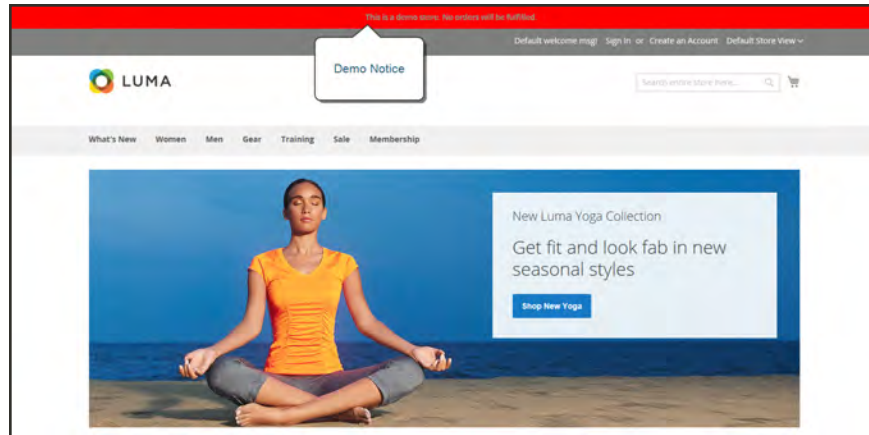 This is a demo store. No orders will be fulfilled.
Default welcome msg! Sign In or Create an Account Default Store View
Demo Notice
LUMA
Search entire store here...
What's New Women Men Gear Training Sale Membership
New Luma Yoga Collection
Get fit and look fab in new
seasonal styles
Shop New Yoga